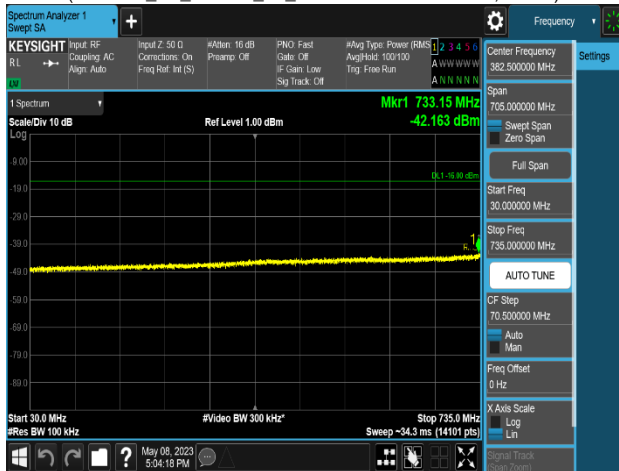 Spectrum Analyzer 1
Swept SA
Frequency
KEYSIGHT
RL
Input: RF
Coupling: AC
Align: Auto
Input Z: 50 Ω
Corrections: On
Freq Ref: Int (S)
#Atten: 16 dB
Preamp: Off
PNO: Fast
Gate: Off
IF Gain: Low
Sig Track: Off
#Avg Type: Power (RMS
Avg|Hold: 100/100
Trig: Free Run
1 2 3 4 5 6
A W W W W W
A N N N N N
1 Spectrum
Scale/Div 10 dB
Log
Ref Level 1.00 dBm
Mkr1 733.15 MHz
-42.163 dBm
DL1 -16.00 dBm
-9.00
-19.0
-29.0
-39.0
-49.0
-59.0
-69.0
-79.0
-89.0
1
Start 30.0 MHz
#Res BW 100 kHz
#Video BW 300 kHz*
Stop 735.0 MHz
Sweep ~34.3 ms (14101 pts)
May 08, 2023
5:04:18 PM
Center Frequency
382.500000 MHz
Settings
Span
705.000000 MHz
Swept Span
Zero Span
Full Span
Start Freq
30.000000 MHz
Stop Freq
735.000000 MHz
AUTO TUNE
CF Step
70.500000 MHz
Auto
Man
Freq Offset
0 Hz
X Axis Scale
Log
Lin
Signal Track
(Span Zoom)